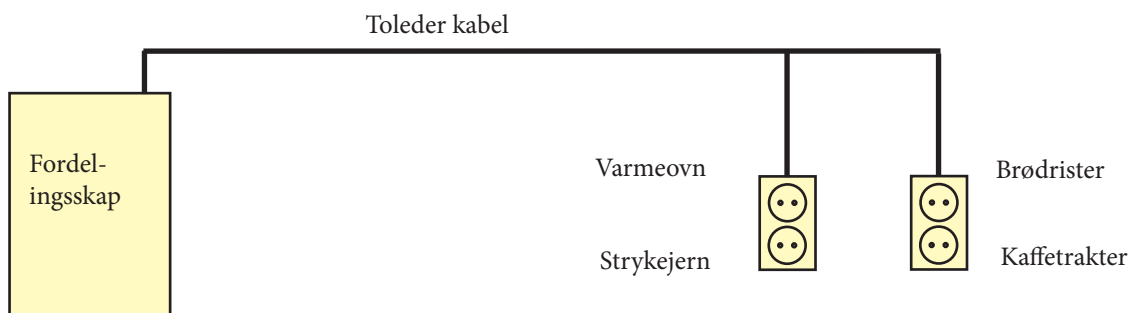 Toleder kabel
Fordel-
ingsskap
Varmeovn
Brødrister
Strykejern
Kaffetrakter